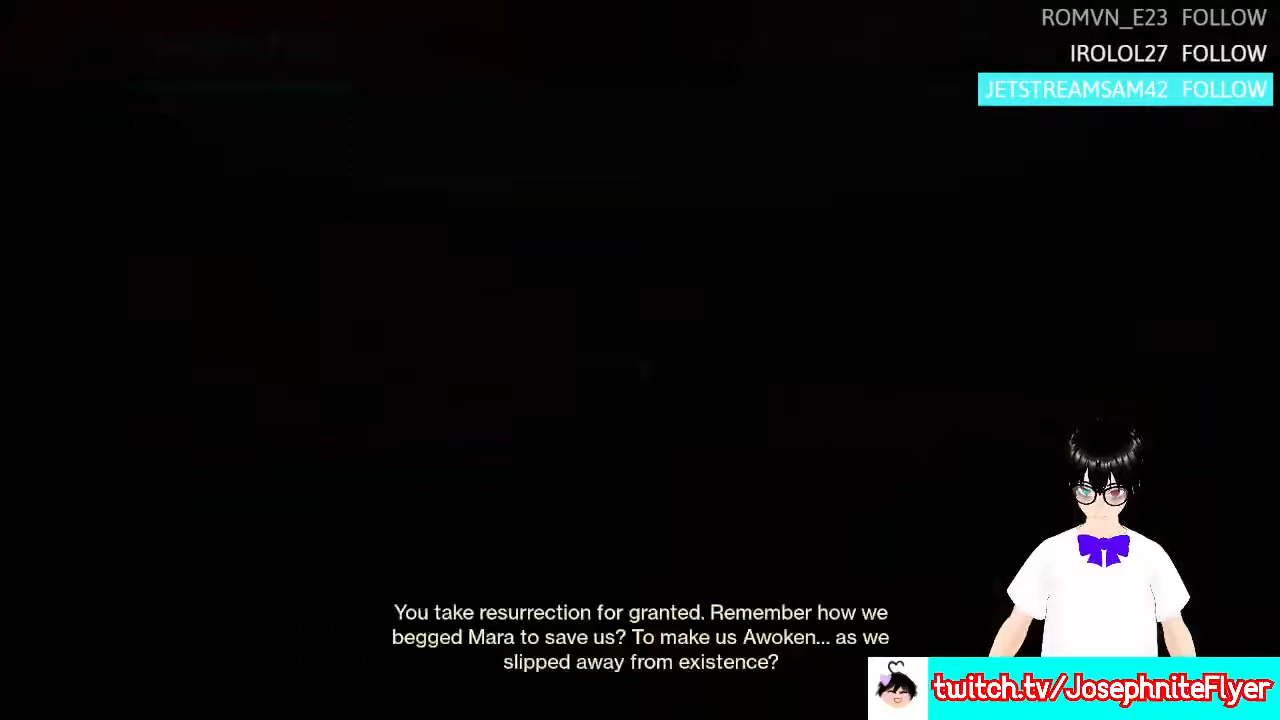 ROMVN_E23 FOLLOW
IROLOL27 FOLLOW
JETSTREAMSAM42 FOLLOW
You take resurrection for granted. Remember how we
begged Mara to save us? To make us Awoken... as we
slipped away from existence?
twitch.tv/JosephniteFlyer